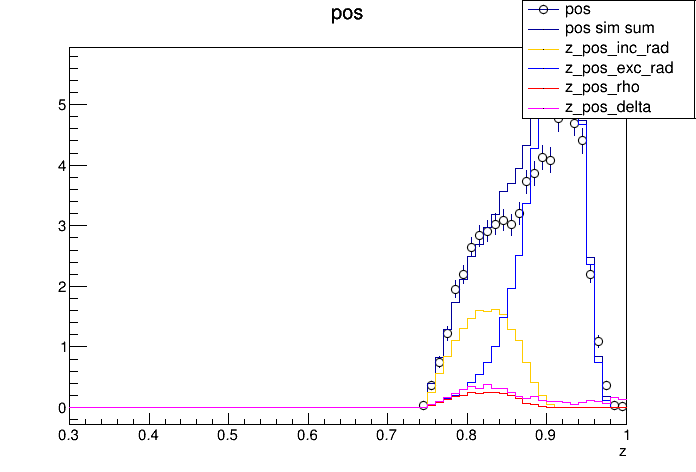 pos
pos
pos sim sum
z_pos_inc_rad
z_pos_exc_rad
z_pos_rho
z_pos_delta
5
4
3
2
1
0
0.3 0.4 0.5 0.6 0.7 0.8 0.9 1
z